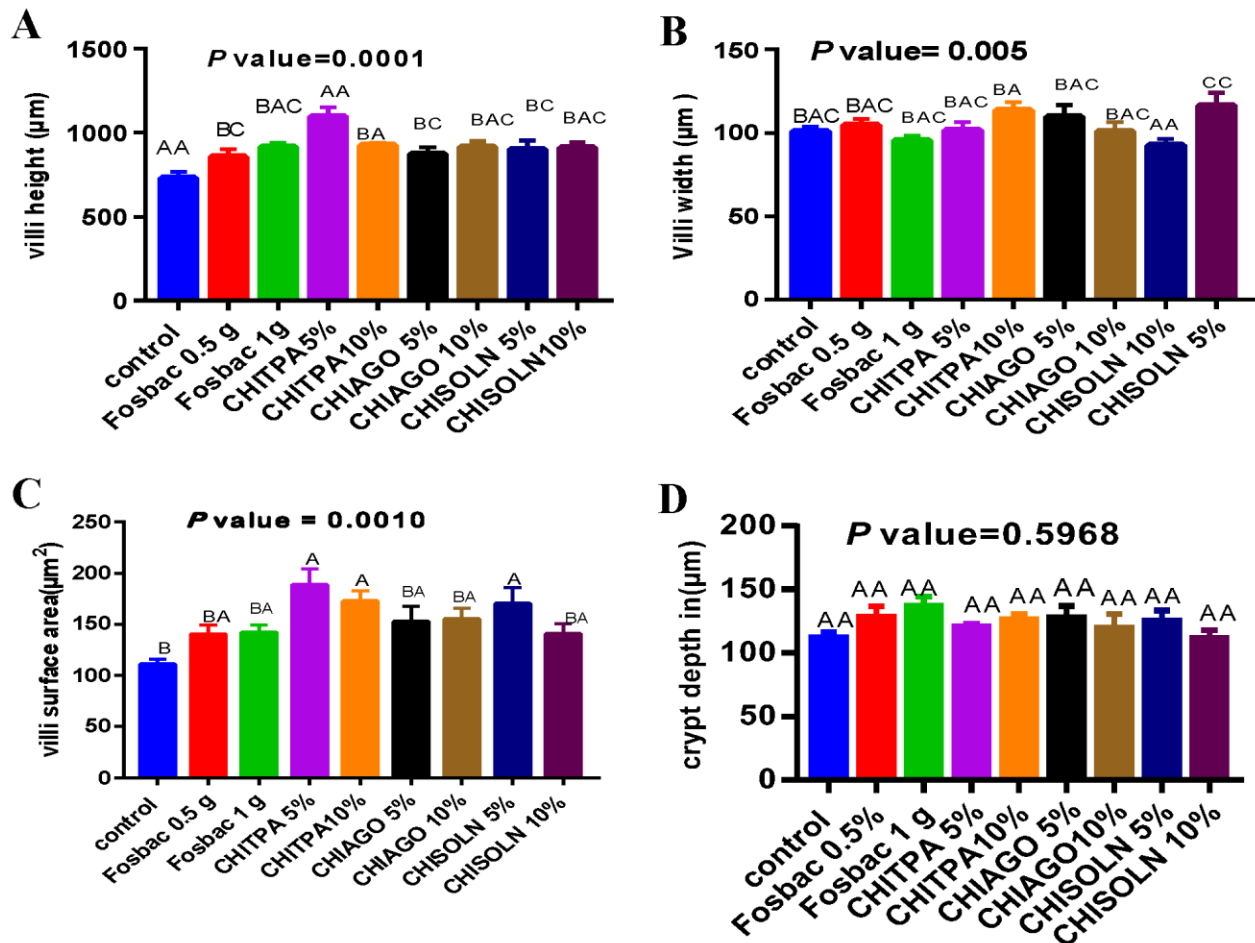 A
P value=0.0001
villi height (µm)
1500
1000
500
0
AA
BC
BAC
AA
BA
BC
BAC
BC
BAC
control
Fosbac 0.5 g
Fosbac 1g
CHITPA5%
CHITPA10%
CHIAGO 5%
CHIAGO 10%
CHISOLN 5%
CHISOLN10%
B
P value= 0.005
Villi width (µm )
150
100
50
0
BAC
BAC
BAC
BAC
BA
BAC
BAC
AA
CC
control
Fosbac 0.5 g
Fosbac 1 g
CHITPA 5%
CHITPA10%
CHIAGO 5%
CHIAGO 10%
CHISOLN 10%
CHISOLN 5%
C
P value = 0.0010
villi surface area(µm²)
250
200
150
100
50
0
B
BA
BA
A
A
BA
BA
A
BA
control
Fosbac 0.5 g
Fosbac 1 g
CHITPA 5%
CHITPA10%
CHIAGO 5%
CHIAGO 10%
CHISOLN 5%
CHISOLN 10%
D
P value=0.5968
crypt depth in(µm)
200
150
100
50
0
AA
AA
AA
AA
AA
AA
AA
AA
AA
control
Fosbac 0.5%
Fosbac 1 g
CHITPA 5%
CHITPA10%
CHIAGO 5%
CHIAGO10%
CHISOLN 5%
CHISOLN 10%